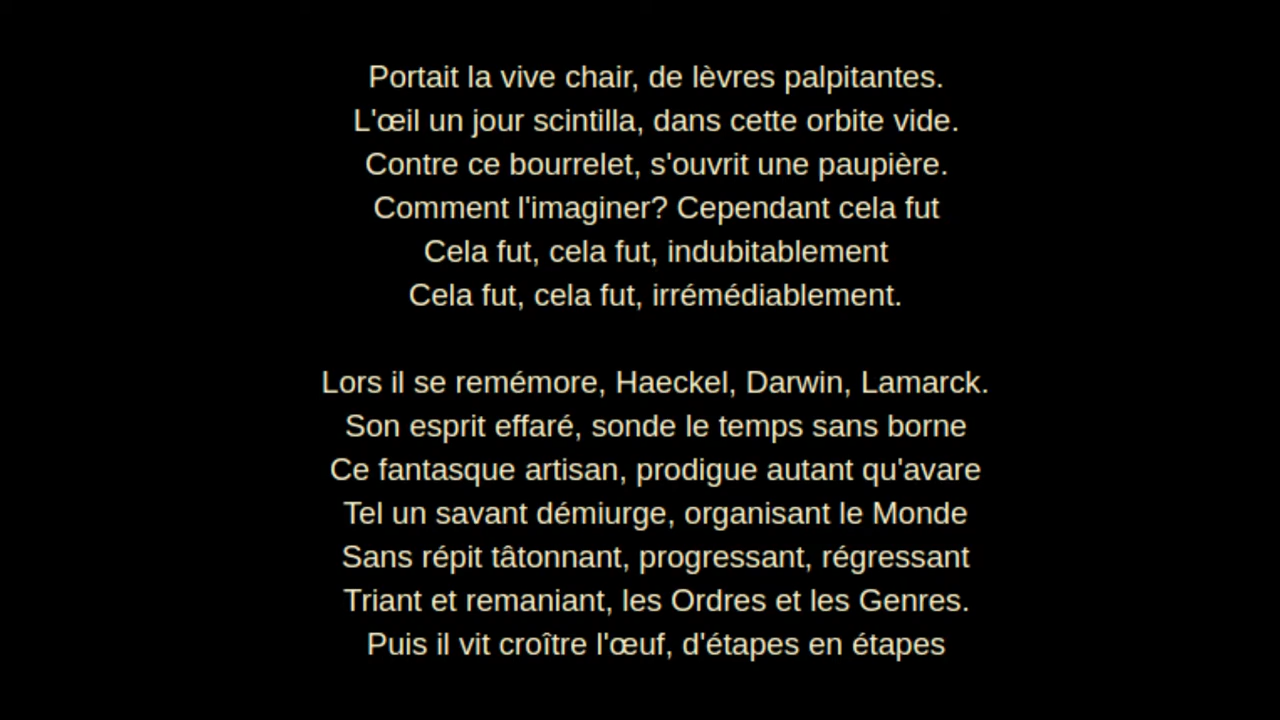 Portait la vive chair, de lèvres palpitantes.
L'œil un jour scintilla, dans cette orbite vide.
Contre ce bourrelet, s'ouvrit une paupière.
Comment l'imaginer? Cependant cela fut
Cela fut, cela fut, indubitablement
Cela fut, cela fut, irrémédiablement.
Lors il se remémore, Haeckel, Darwin, Lamarck.
Son esprit effaré, sonde le temps sans borne
Ce fantasque artisan, prodigue autant qu'avare
Tel un savant démiurge, organisant le Monde
Sans répit tâtonnant, progressant, régressant
Triant et remaniant, les Ordres et les Genres.
Puis il vit croître l'œuf, d'étapes en étapes